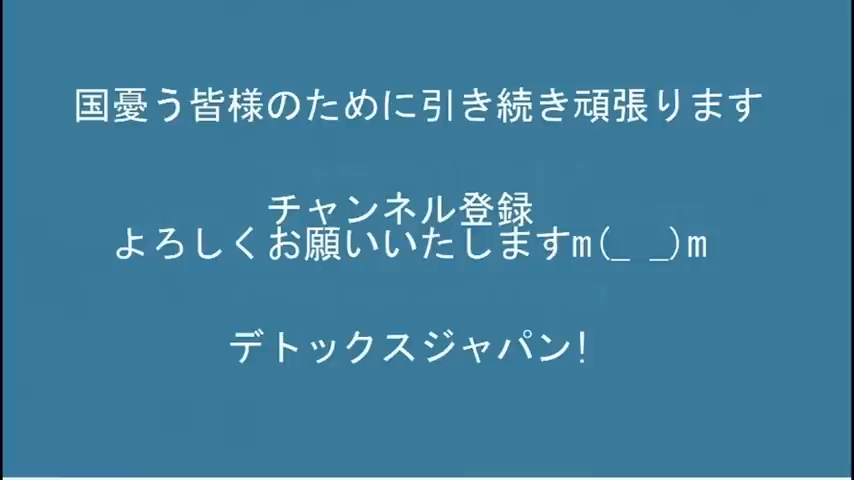 国憂う皆様のために引き続き頑張ります
チャンネル登録
よろしくお願いいたしますm(_ _)m
デトックスジャパン!